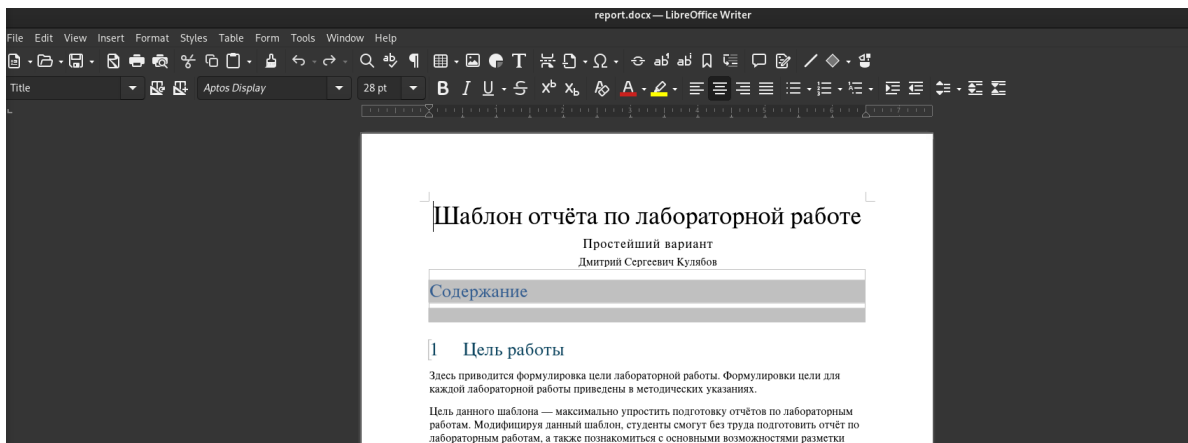 report.docx — LibreOffice Writer
File Edit View Insert Format Styles Table Form Tools Window Help
Title Aptos Display 28 pt
Шаблон отчёта по лабораторной работе
Простейший вариант
Дмитрий Сергеевич Кулябов
Содержание
1 Цель работы
Здесь приводится формулировка цели лабораторной работы. Формулировки цели для
каждой лабораторной работы приведены в методических указаниях.
Цель данного шаблона — максимально упростить подготовку отчётов по лабораторным
работам. Модифицируя данный шаблон, студенты смогут без труда подготовить отчёт по
лабораторным работам, а также познакомиться с основными возможностями разметки